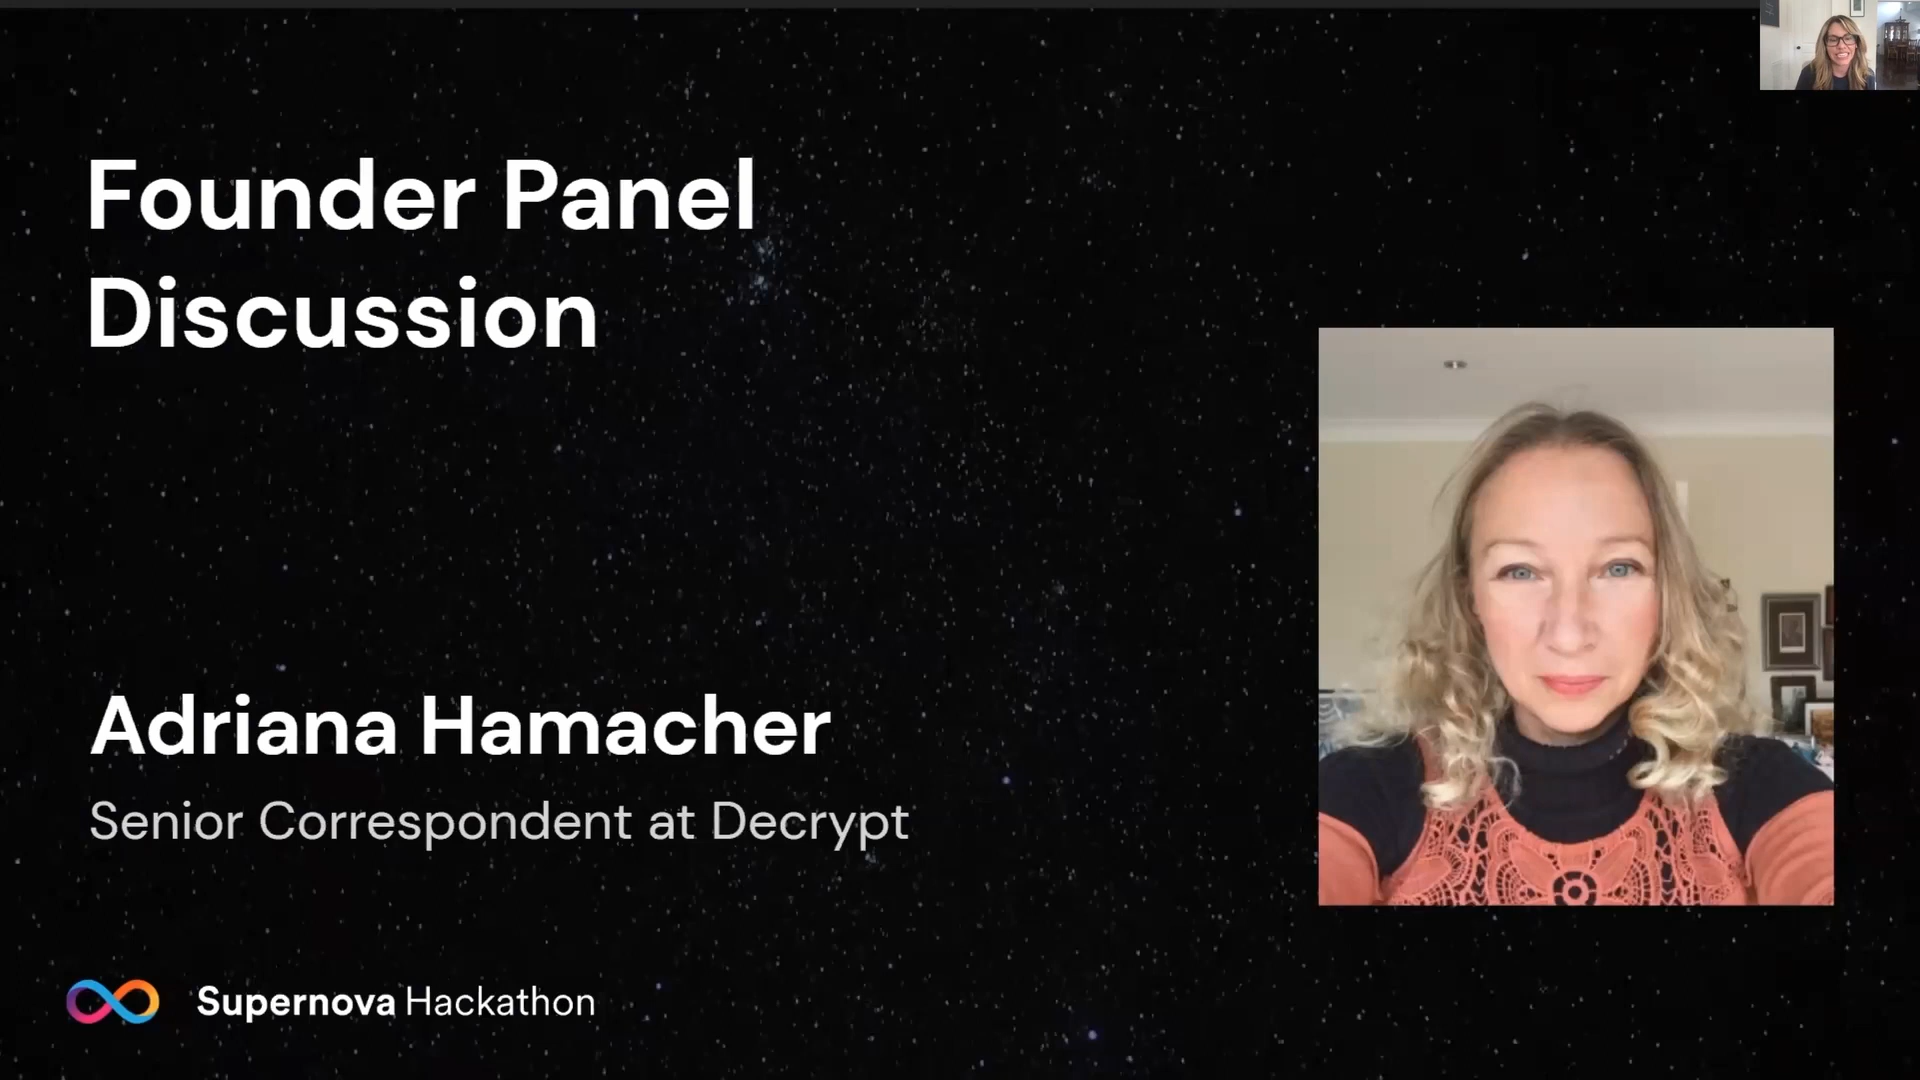 Founder Panel
Discussion
Adriana Hamacher
Senior Correspondent at Decrypt
Supernova Hackathon